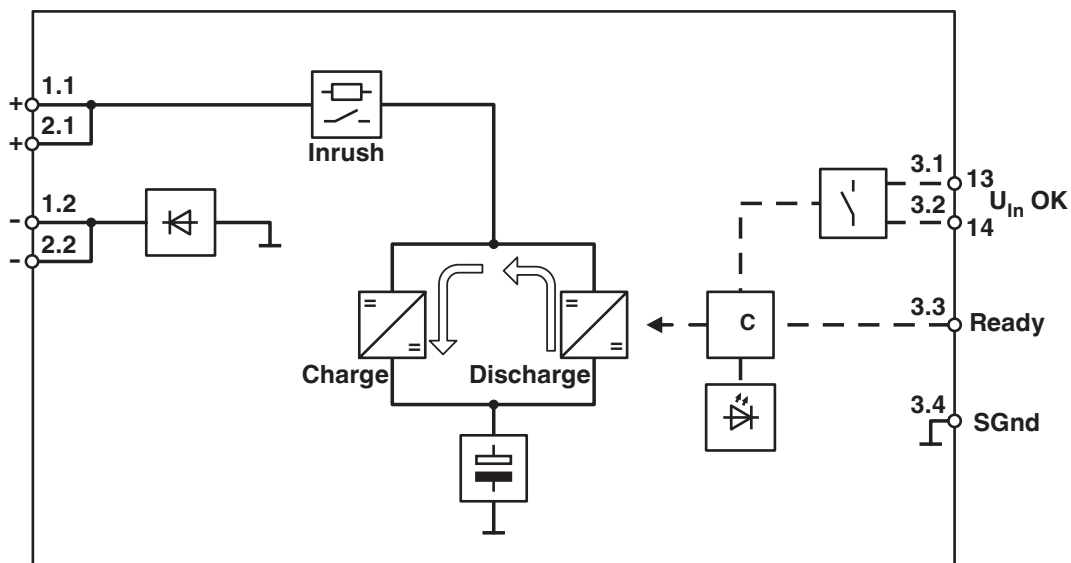 + 1.1
+ 2.1
Inrush
- 1.2
- 2.2
3.1 13
U_In OK
3.2 14
=
=
=
=
Charge
Discharge
C
3.3 Ready
3.4 SGnd